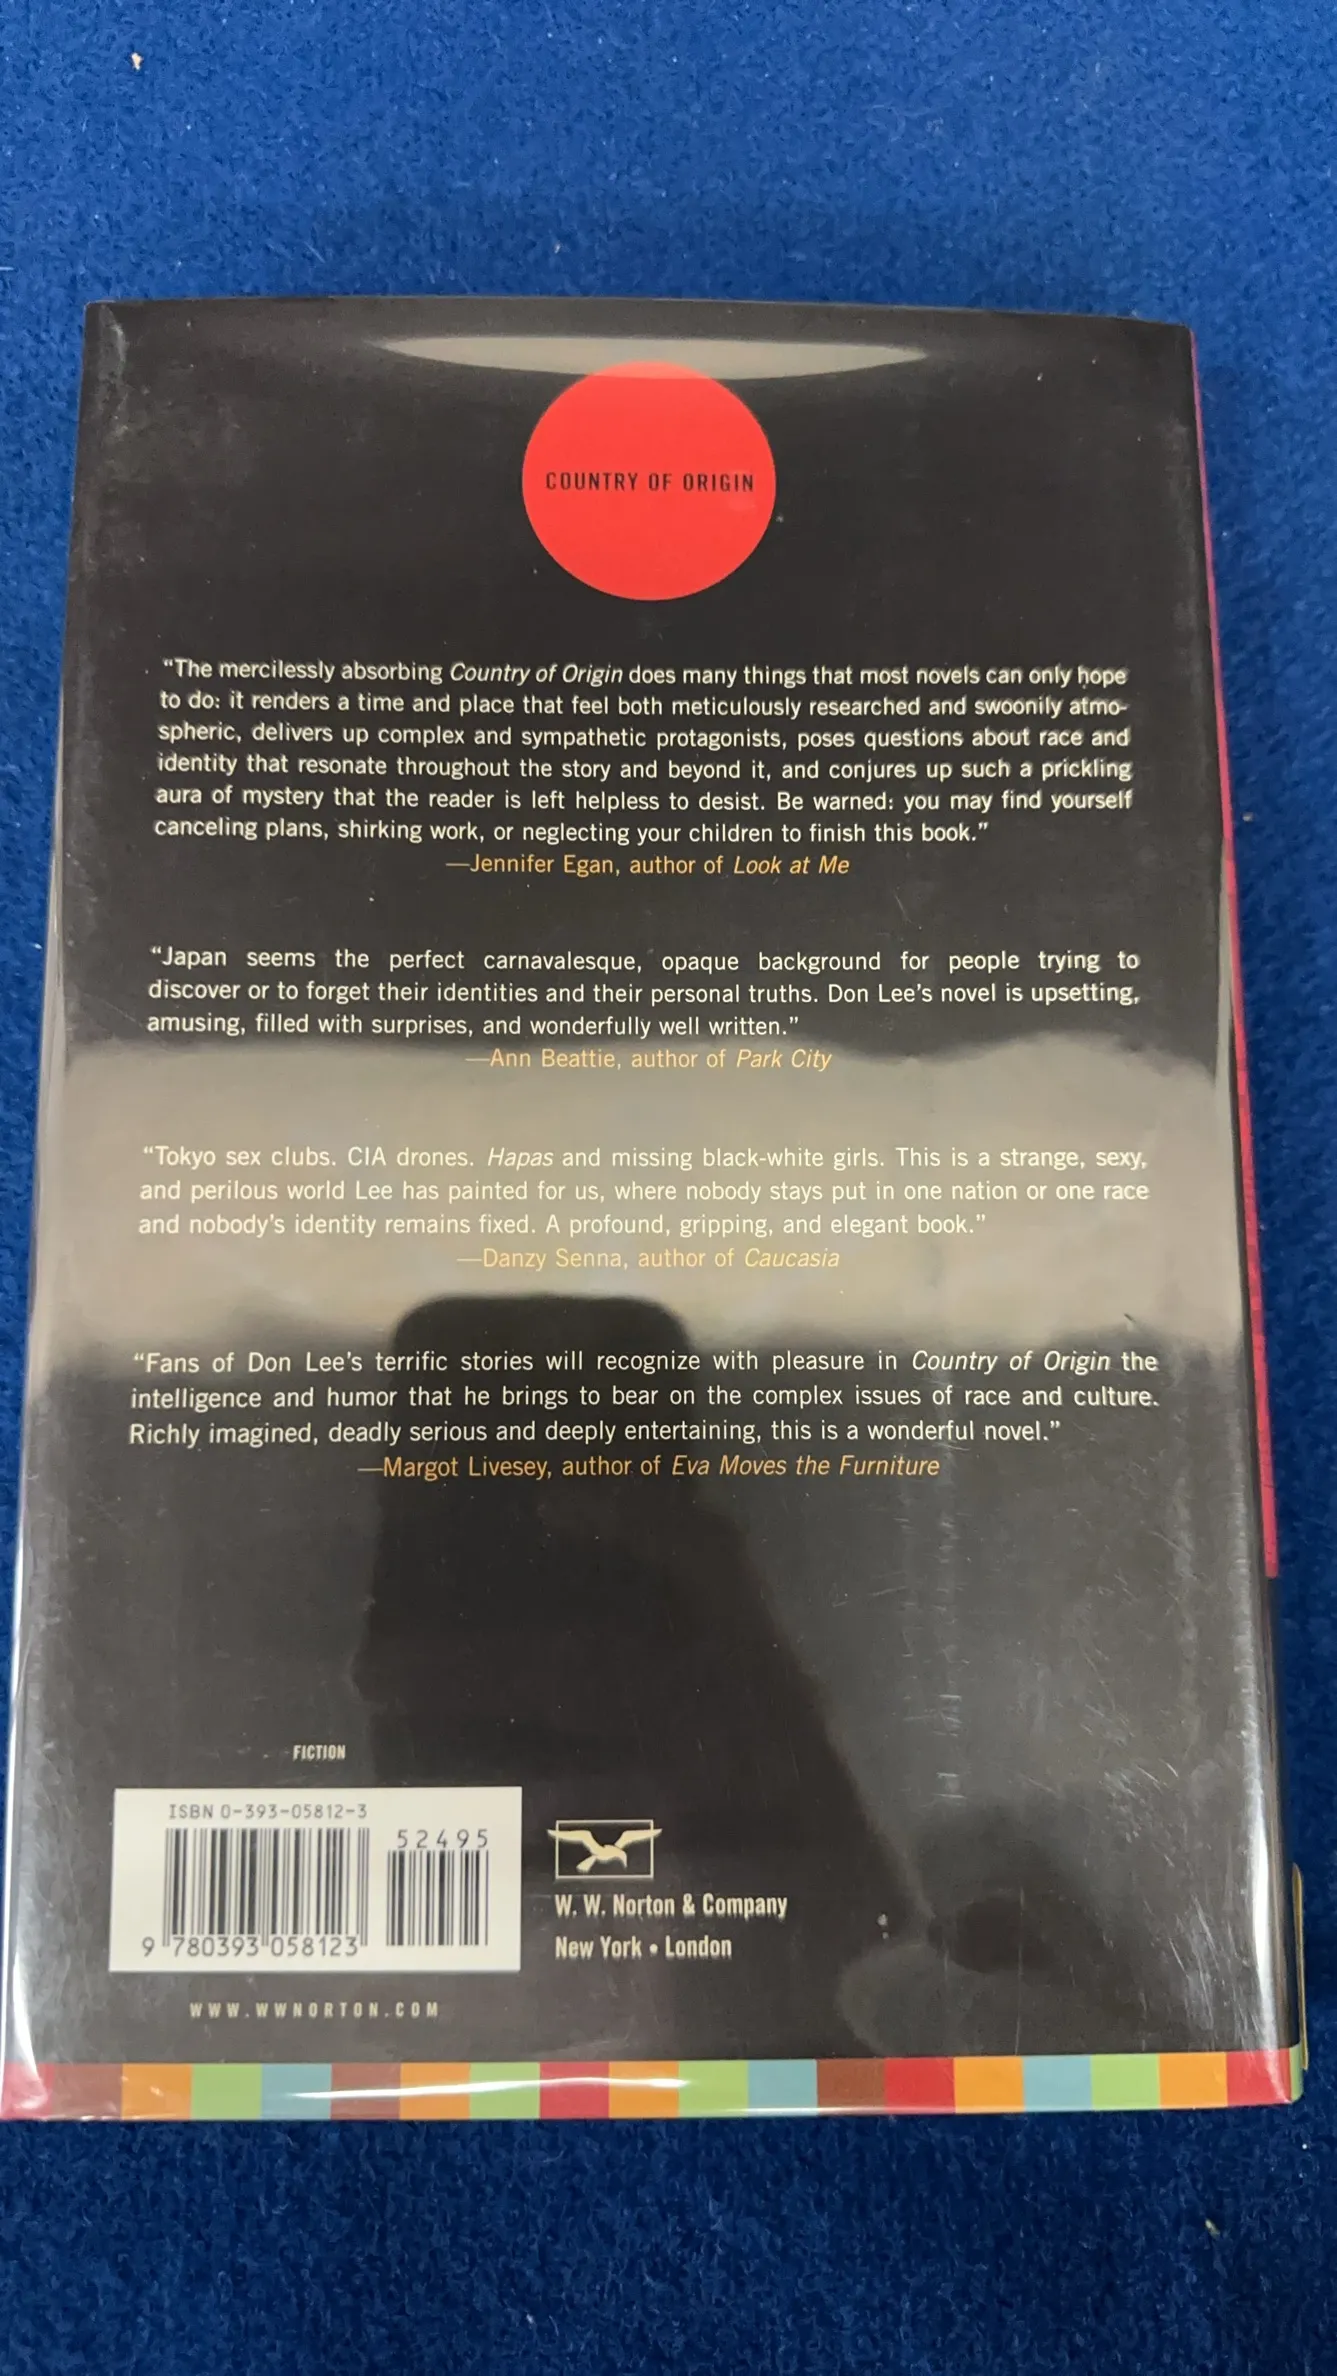 COUNTRY OF ORIGIN
“The mercilessly absorbing Country of Origin does many things that most novels can only hope
to do: it renders a time and place that feel both meticulously researched and swoonily atmo-
spheric, delivers up complex and sympathetic protagonists, poses questions about race and
identity that resonate throughout the story and beyond it, and conjures up such a prickling
aura of mystery that the reader is left helpless to desist. Be warned: you may find yourself
canceling plans, shirking work, or neglecting your children to finish this book.”
—Jennifer Egan, author of Look at Me
“Japan seems the perfect carnavalesque, opaque background for people trying to
discover or to forget their identities and their personal truths. Don Lee’s novel is upsetting,
amusing, filled with surprises, and wonderfully well written.”
—Ann Beattie, author of Park City
“Tokyo sex clubs. CIA drones. Hapas and missing black-white girls. This is a strange, sexy,
and perilous world Lee has painted for us, where nobody stays put in one nation or one race
and nobody’s identity remains fixed. A profound, gripping, and elegant book.”
—Danzy Senna, author of Caucasia
“Fans of Don Lee’s terrific stories will recognize with pleasure in Country of Origin the
intelligence and humor that he brings to bear on the complex issues of race and culture.
Richly imagined, deadly serious and deeply entertaining, this is a wonderful novel.”
—Margot Livesey, author of Eva Moves the Furniture
FICTION
ISBN 0-393-05812-3
52495
9 780393 058123
W. W. Norton & Company
New York • London
WWW.WWNORTON.COM